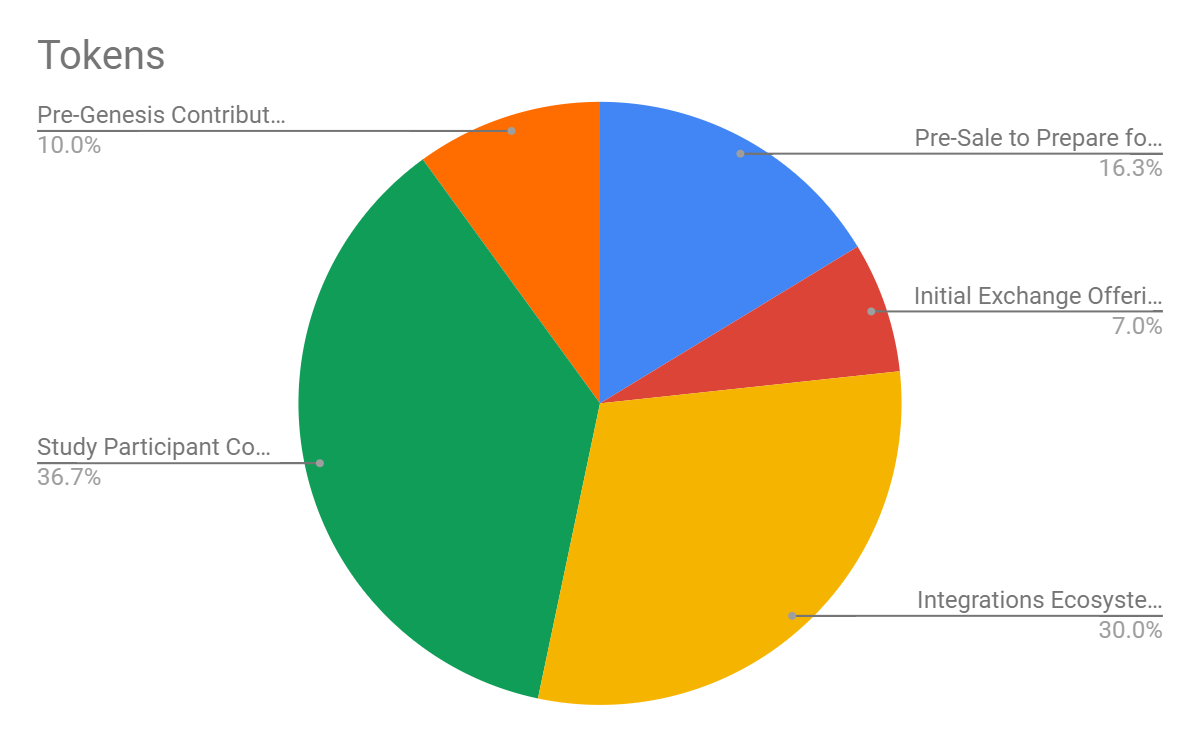 Tokens
Pre-Genesis Contribut...
10.0%
Pre-Sale to Prepare fo...
16.3%
Initial Exchange Offeri...
7.0%
Study Participant Co...
36.7%
Integrations Ecosyste...
30.0%